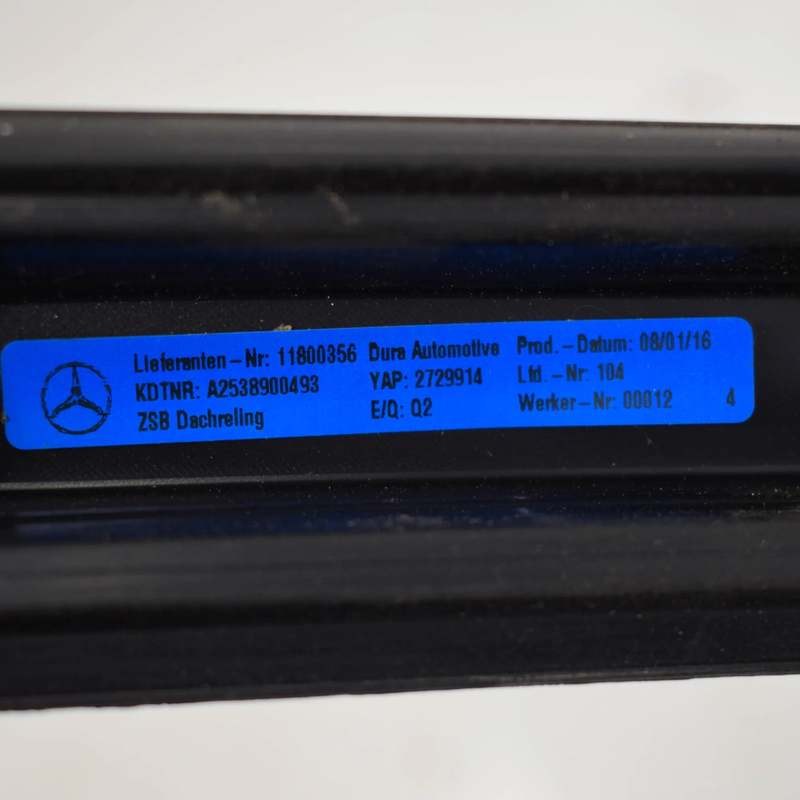 Lieferanten-Nr: 11800356 Dura Automotive Prod.-Datum: 08/01/16
KDTNR: A2538900493 YAP: 2729914 Lfd.-Nr: 104
ZSB Dachreling E/Q: Q2 Werker-Nr: 00012 4